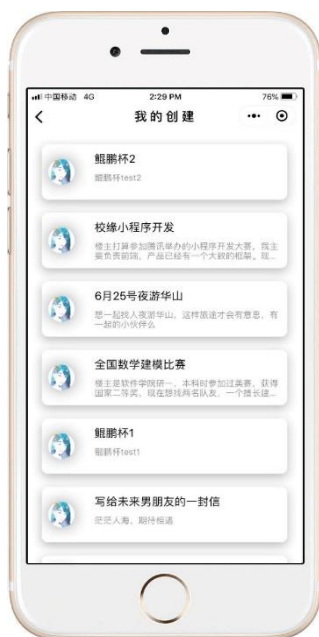 中国移动 4G 2:29 PM 76%
我的创建
鲲鹏杯2
鲲鹏杯test2
校缘小程序开发
楼主打算参加腾讯举办的小程序开发大赛，我主
要负责前端，产品已经有一个大致的框架。现...
6月25号夜游华山
想一起找人夜游华山，这样旅途才会有意思，有
一起的小伙伴么
全国数学建模比赛
楼主是软件学院研一，本科时参加过美赛，获得
国家二等奖，现在想找两名队友，一个擅长建...
鲲鹏杯1
鲲鹏杯test1
写给未来男朋友的一封信
茫茫人海，期待相遇